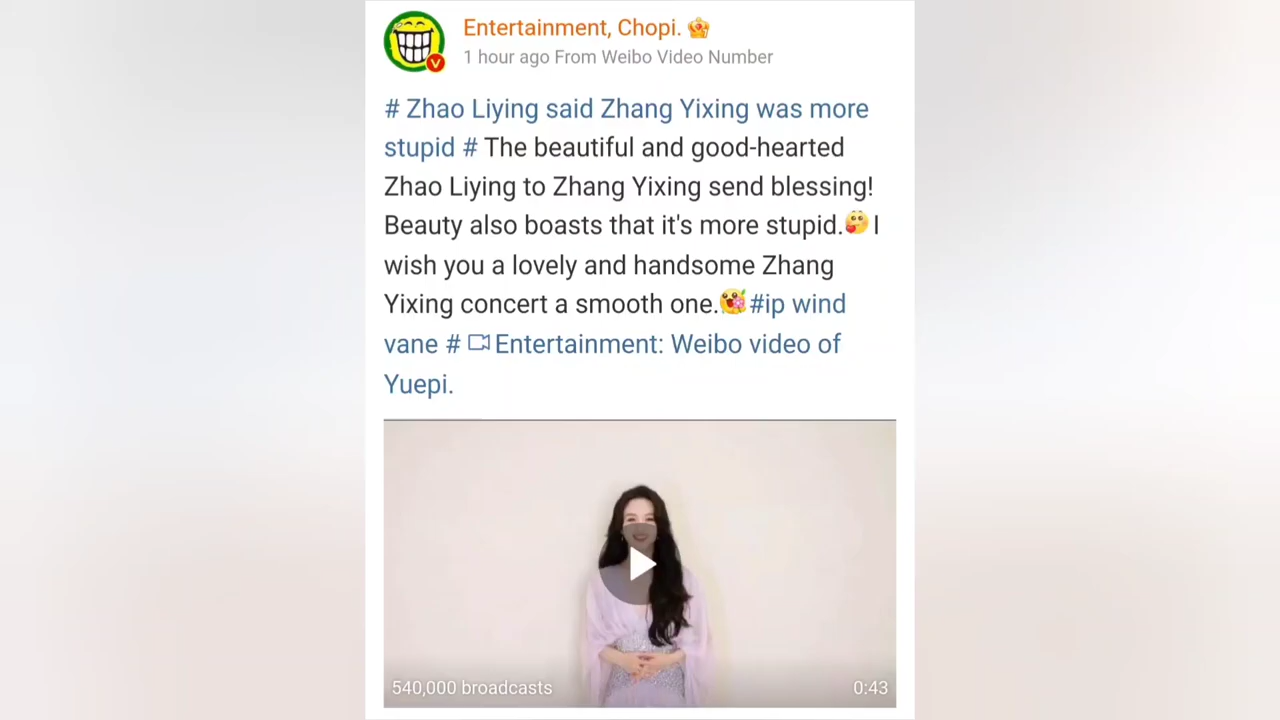 Entertainment, Chopi.
1 hour ago From Weibo Video Number
# Zhao Liying said Zhang Yixing was more
stupid # The beautiful and good-hearted
Zhao Liying to Zhang Yixing send blessing!
Beauty also boasts that it's more stupid. I
wish you a lovely and handsome Zhang
Yixing concert a smooth one. #ip wind
vane # Entertainment: Weibo video of
Yuepi.
540,000 broadcasts
0:43